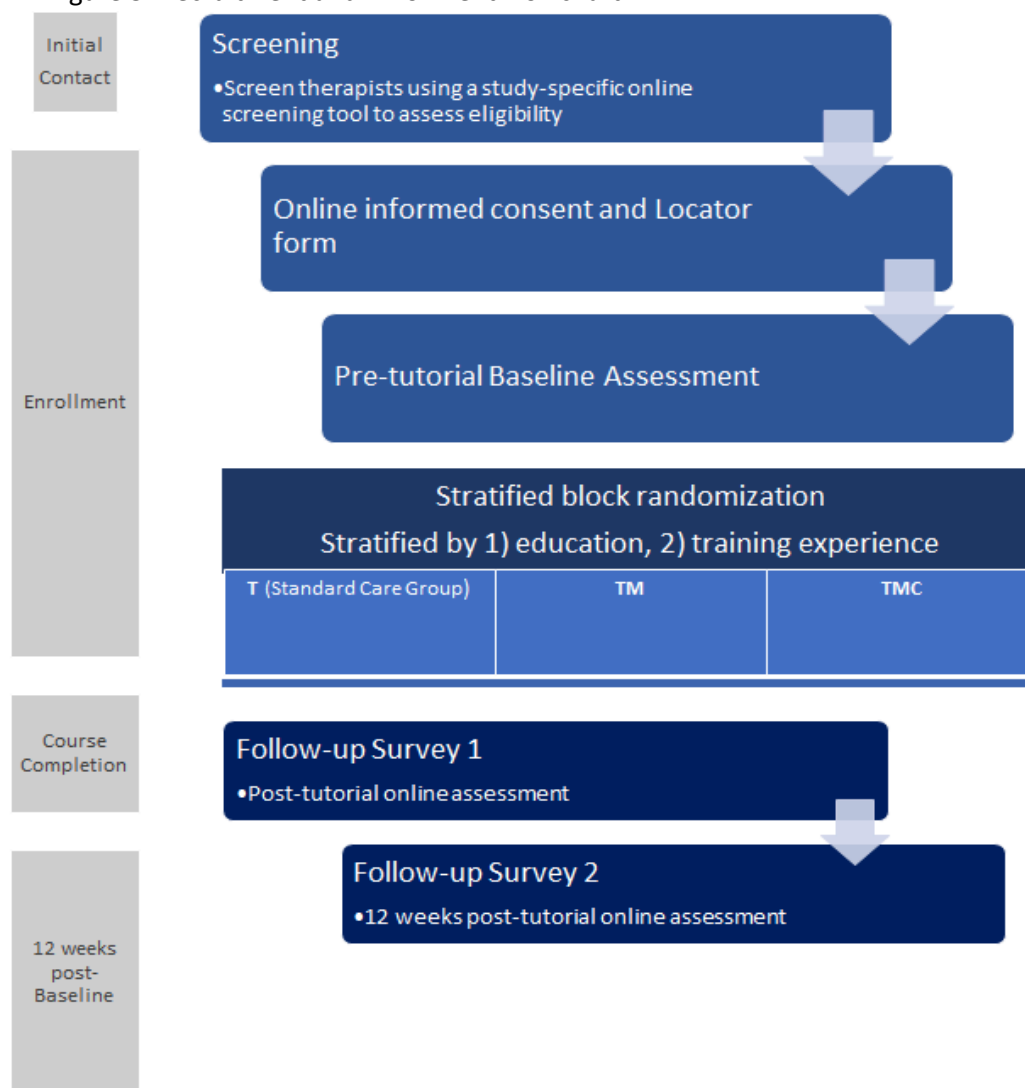 Initial
Contact
Screening
•Screen therapists using a study-specific online
screening tool to assess eligibility
Enrollment
Online informed consent and Locator
form
Pre-tutorial Baseline Assessment
Stratified block randomization
Stratified by 1) education, 2) training experience
T (Standard Care Group)
TM
TMC
Course
Completion
Follow-up Survey 1
•Post-tutorial online assessment
12 weeks
post-
Baseline
Follow-up Survey 2
•12 weeks post-tutorial online assessment